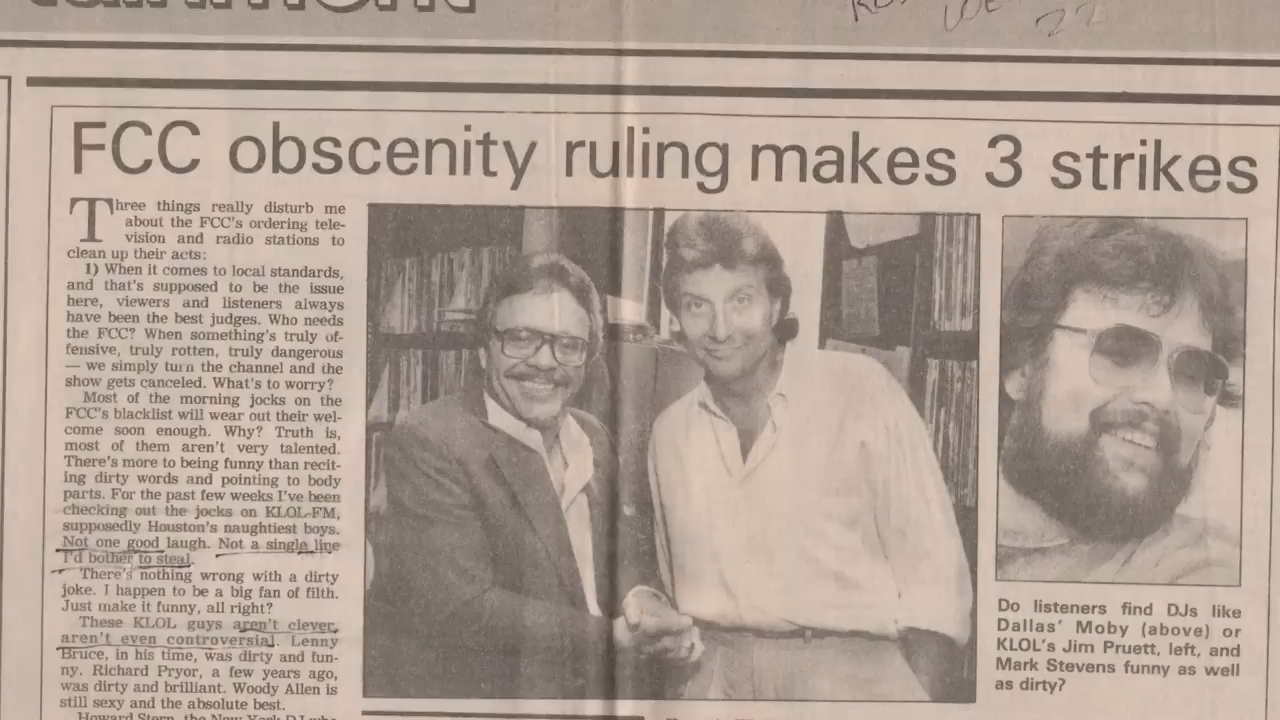 FCC obscenity ruling makes 3 strikes
Three things really disturb me
about the FCC's ordering tele-
vision and radio stations to
clean up their acts:
1) When it comes to local standards,
and that's supposed to be the issue
here, viewers and listeners always
have been the best judges. Who needs
the FCC? When something's truly of-
fensive, truly rotten, truly dangerous
— we simply turn the channel and the
show gets canceled. What's to worry?
Most of the morning jocks on the
FCC's blacklist will wear out their wel-
come soon enough. Why? Truth is,
most of them aren't very talented.
There's more to being funny than recit-
ing dirty words and pointing to body
parts. For the past few weeks I've been
checking out the jocks on KLOL-FM,
supposedly Houston's naughtiest boys.
Not one good laugh. Not a single line
I'd bother to steal.
There's nothing wrong with a dirty
joke. I happen to be a big fan of filth.
Just make it funny, all right?
These KLOL guys aren't clever,
aren't even controversial. Lenny
Bruce, in his time, was dirty and fun-
ny. Richard Pryor, a few years ago,
was dirty and brilliant. Woody Allen is
still sexy and the absolute best.
Howard Stern, the New York DJ who
Do listeners find DJs like
Dallas' Moby (above) or
KLOL's Jim Pruett, left, and
Mark Stevens funny as well
as dirty?
22